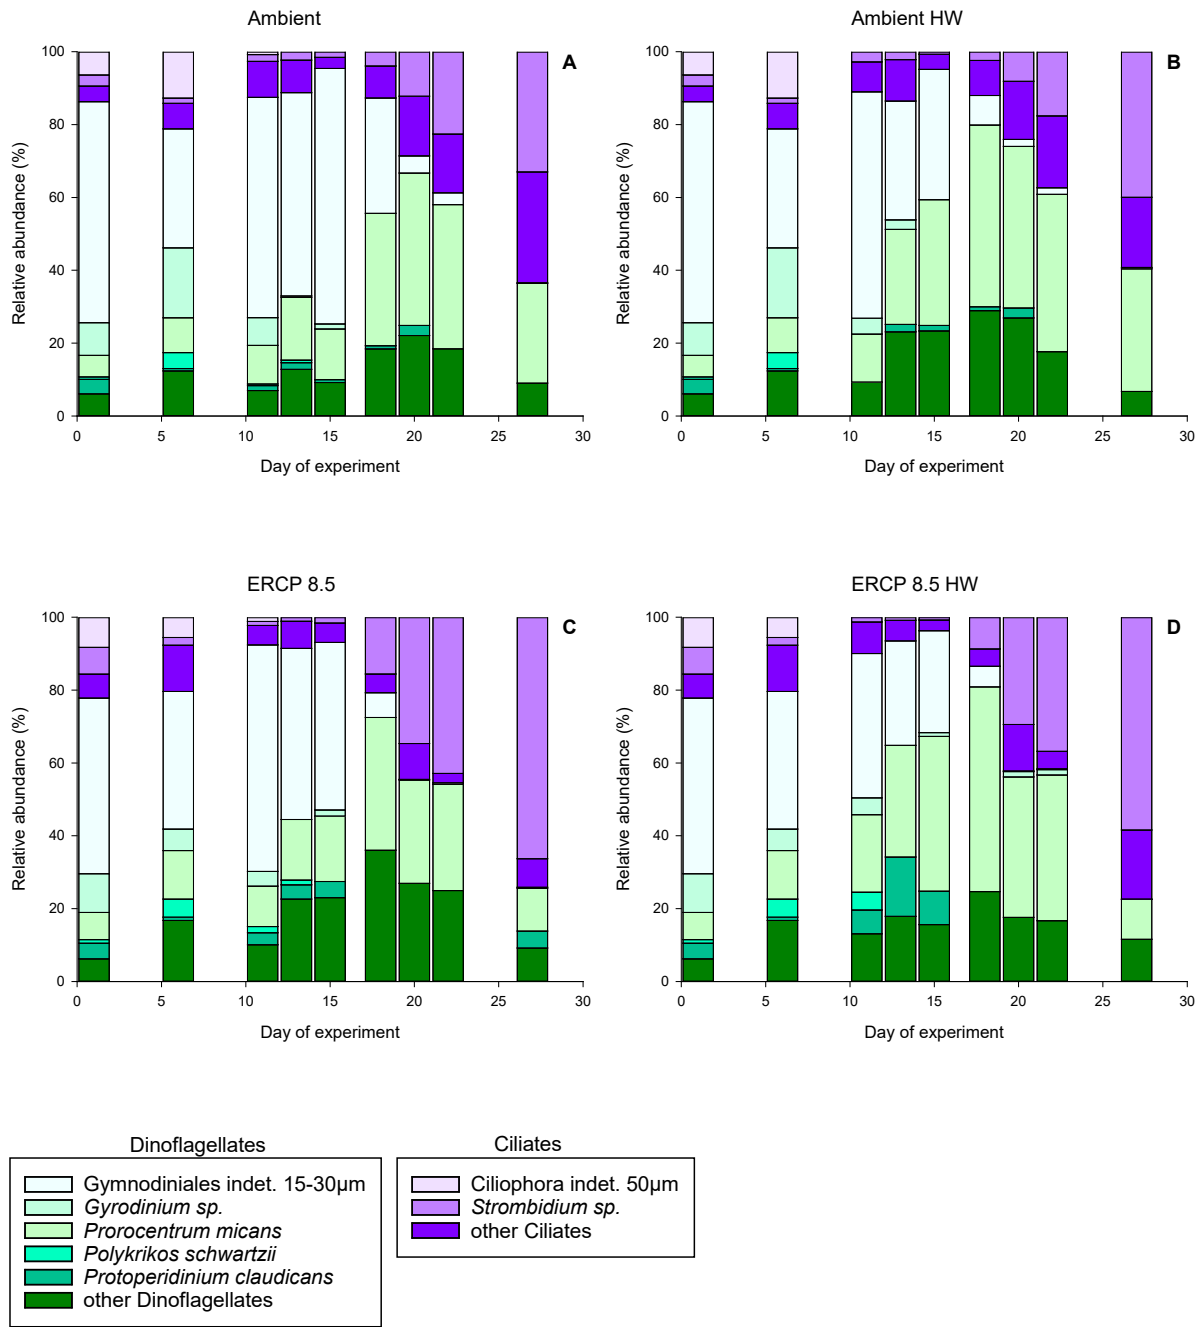 Ambient
Ambient HW
100
80
60
40
20
0
Relative abundance (%)
A
0 5 10 15 20 25 30
Day of experiment
100
80
60
40
20
0
Relative abundance (%)
B
0 5 10 15 20 25 30
Day of experiment
ERCP 8.5
ERCP 8.5 HW
100
80
60
40
20
0
Relative abundance (%)
C
0 5 10 15 20 25 30
Day of experiment
100
80
60
40
20
0
Relative abundance (%)
D
0 5 10 15 20 25 30
Day of experiment
Dinoflagellates
Gymnodiniales indet. 15-30µm
Gyrodinium sp.
Prorocentrum micans
Polykrikos schwartzii
Protoperidinium claudicans
other Dinoflagellates
Ciliates
Ciliophora indet. 50µm
Strombidium sp.
other Ciliates